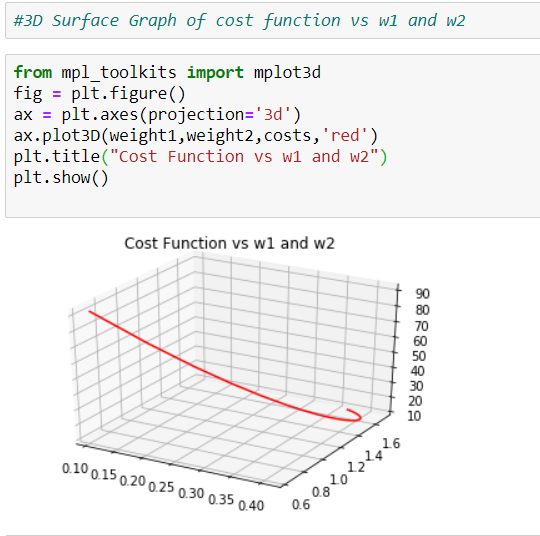 #3D Surface Graph of cost function vs w1 and w2
from mpl_toolkits import mplot3d
fig = plt.figure()
ax = plt.axes(projection='3d')
ax.plot3D(weight1,weight2,costs,'red')
plt.title("Cost Function vs w1 and w2")
plt.show()
Cost Function vs w1 and w2
90
80
70
60
50
40
30
20
10
0.10 0.15 0.20 0.25 0.30 0.35 0.40
0.6 0.8 1.0 1.2 1.4 1.6